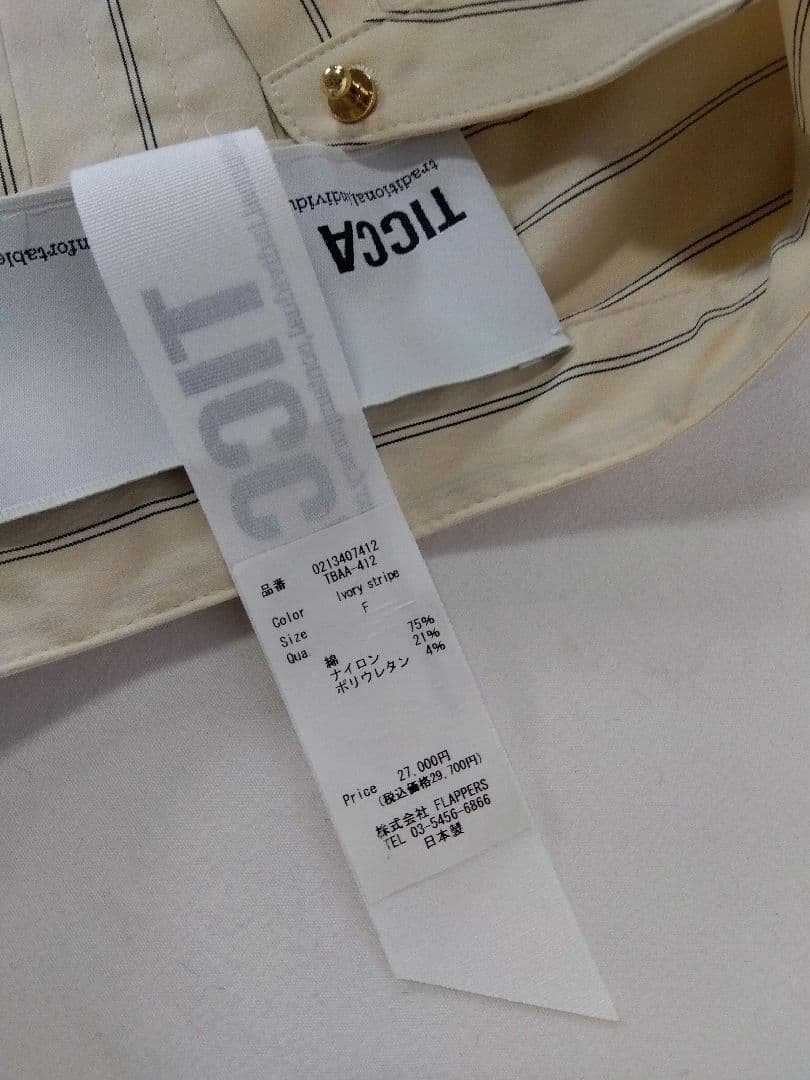 TICCA
traditional,individu
nfortable
TICC
品番 0213407412
TBAA-412
Color Ivory stripe
Size F
Qua.
綿 75%
ナイロン 21%
ポリウレタン 4%
Price 27,000円
(税込価格29,700円)
株式会社 FLAPPERS
TEL 03-5456-6866
日本製